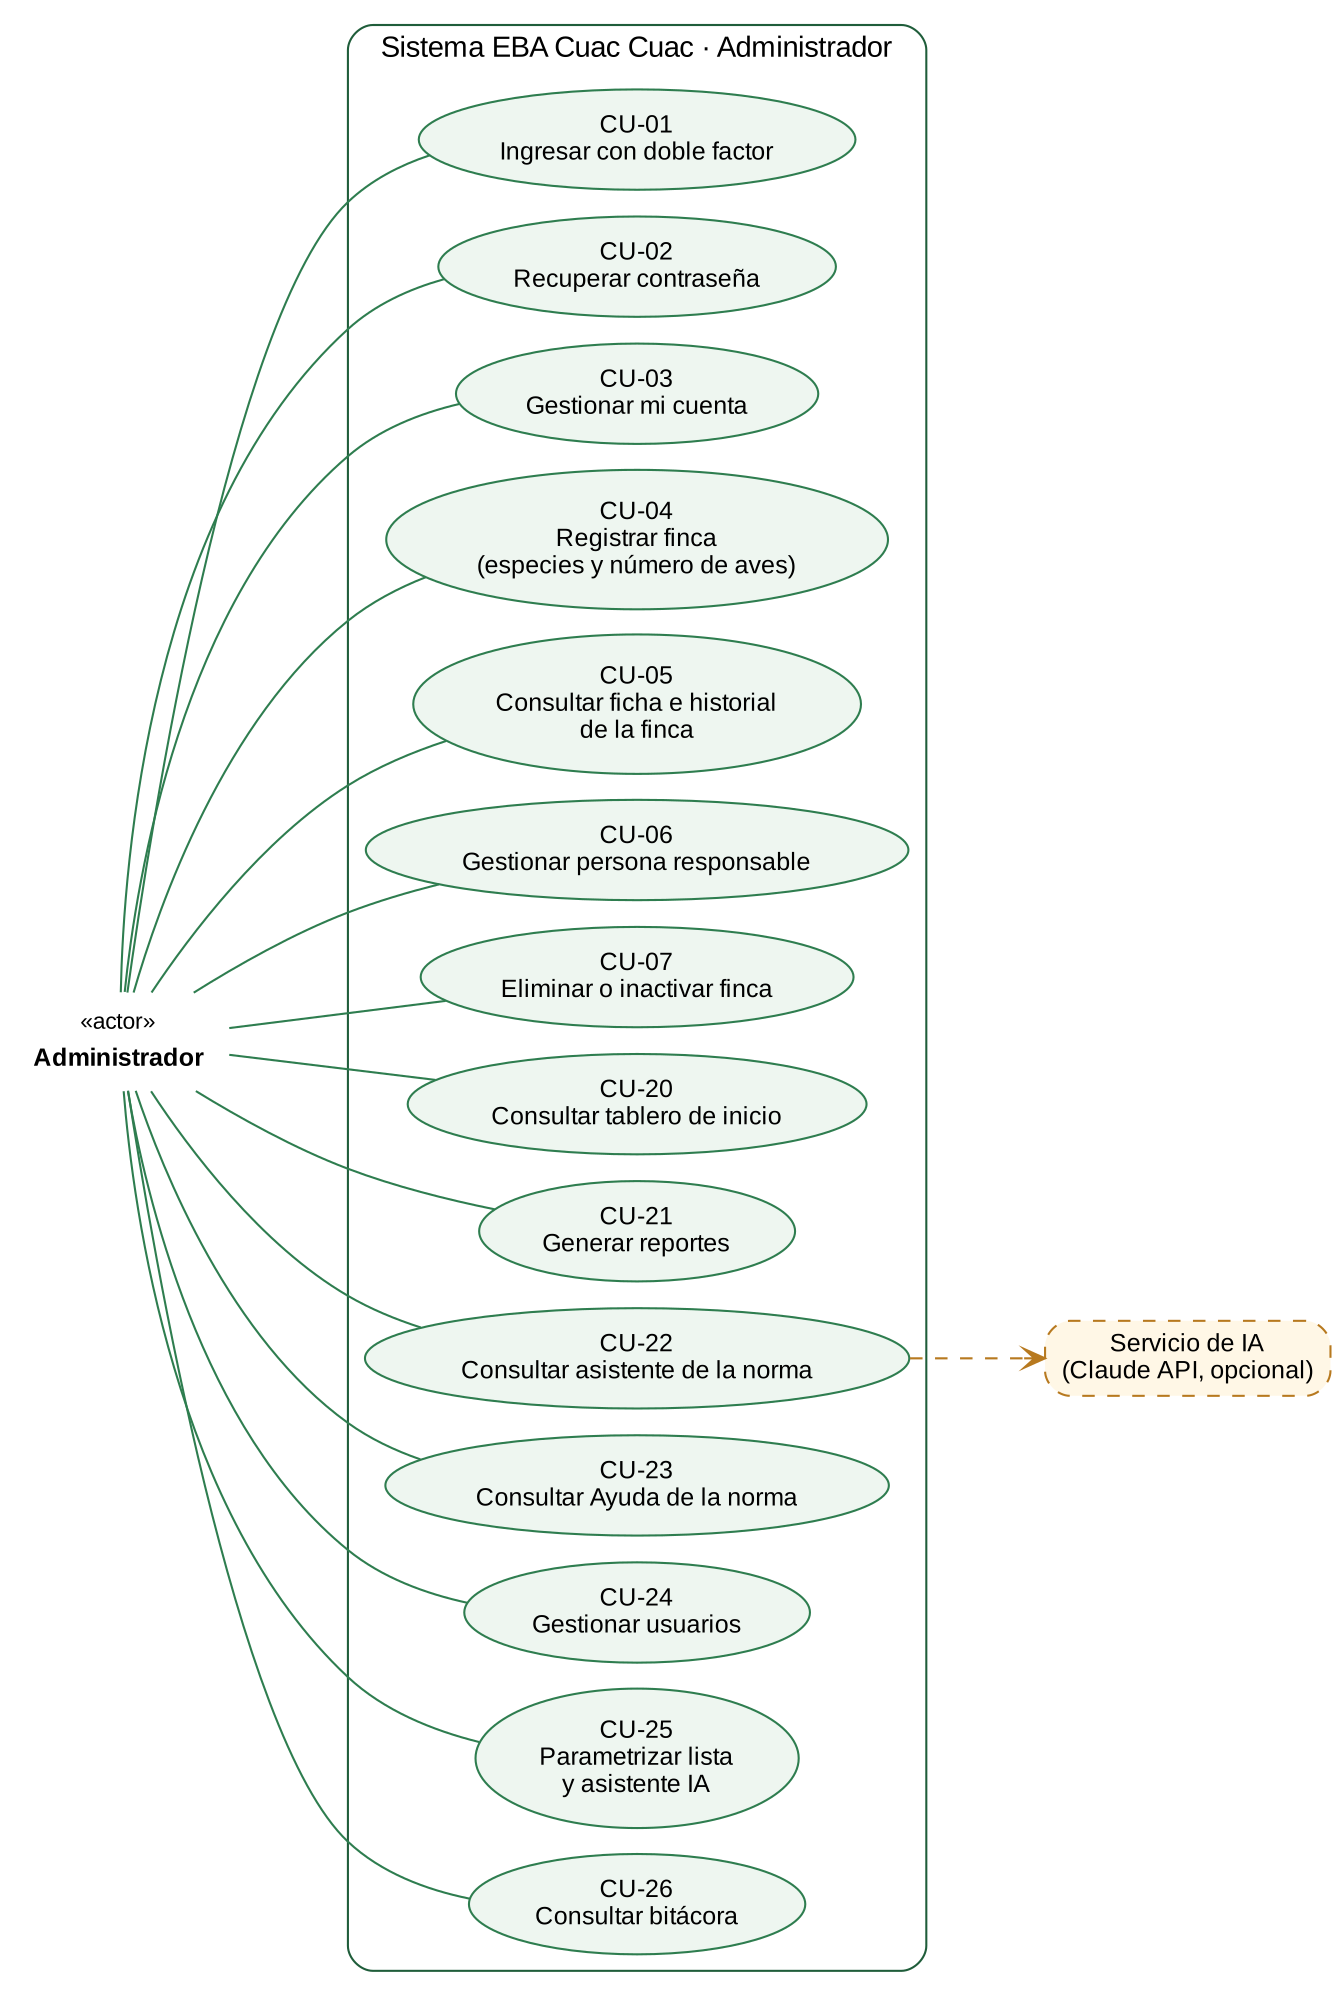 Sistema EBA Cuac Cuac · Administrador
CU-01
Ingresar con doble factor
CU-02
Recuperar contraseña
CU-03
Gestionar mi cuenta
CU-04
Registrar finca
(especies y número de aves)
CU-05
Consultar ficha e historial
de la finca
CU-06
Gestionar persona responsable
CU-07
Eliminar o inactivar finca
«actor»
Administrador
CU-20
Consultar tablero de inicio
CU-21
Generar reportes
CU-22
Consultar asistente de la norma
Servicio de IA
(Claude API, opcional)
CU-23
Consultar Ayuda de la norma
CU-24
Gestionar usuarios
CU-25
Parametrizar lista
y asistente IA
CU-26
Consultar bitácora